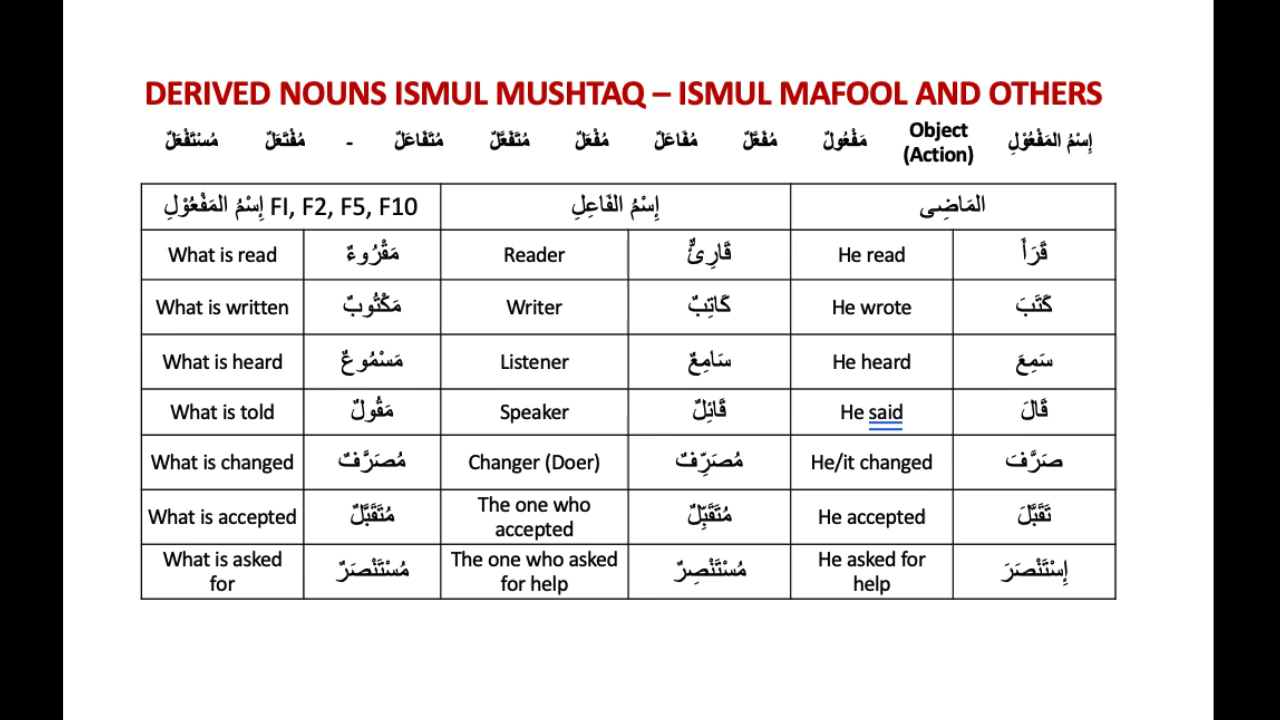 DERIVED NOUNS ISMUL MUSHTAQ – ISMUL MAFOOL AND OTHERS
إِسْمُ المَفْعُوْلِ Object (Action) مَفْعُولٌ مُفَعَّلٌ مُفَاعَلٌ مُفْعَلٌ مُتَفَعَّلٌ مُتَفَاعَلٌ - مُفْتَعَلٌ مُسْتَفْعَلٌ
إِسْمُ المَفْعُوْلِ FI, F2, F5, F10 إِسْمُ الفَاعِلِ المَاضِى
What is read مَقْرُوءٌ Reader قَارِئٌ He read قَرَأَ
What is written مَكْتُوبٌ Writer كَاتِبٌ He wrote كَتَبَ
What is heard مَسْمُوعٌ Listener سَامِعٌ He heard سَمِعَ
What is told مَقُولٌ Speaker قَائِلٌ He said قَالَ
What is changed مُصَرَّفٌ Changer (Doer) مُصَرِّفٌ He/it changed صَرَّفَ
What is accepted مُتَقَبَّلٌ The one who accepted مُتَقَبِّلٌ He accepted تَقَبَّلَ
What is asked for مُسْتَنْصَرٌ The one who asked for help مُسْتَنْصِرٌ He asked for help إِسْتَنْصَرَ